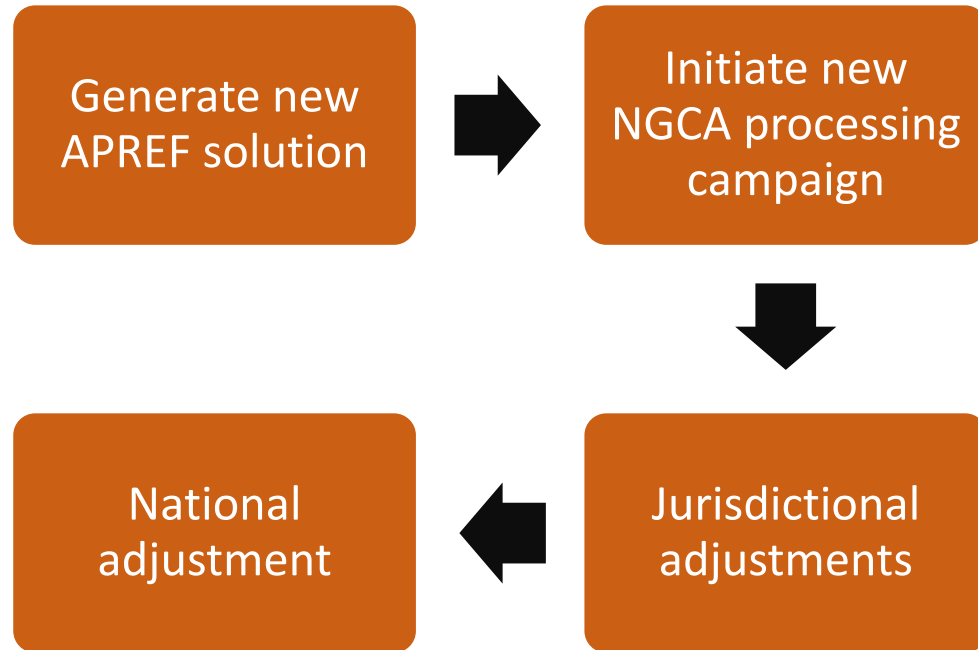 Generate new
APREF solution
Initiate new
NGCA processing
campaign
Jurisdictional
adjustments
National
adjustment